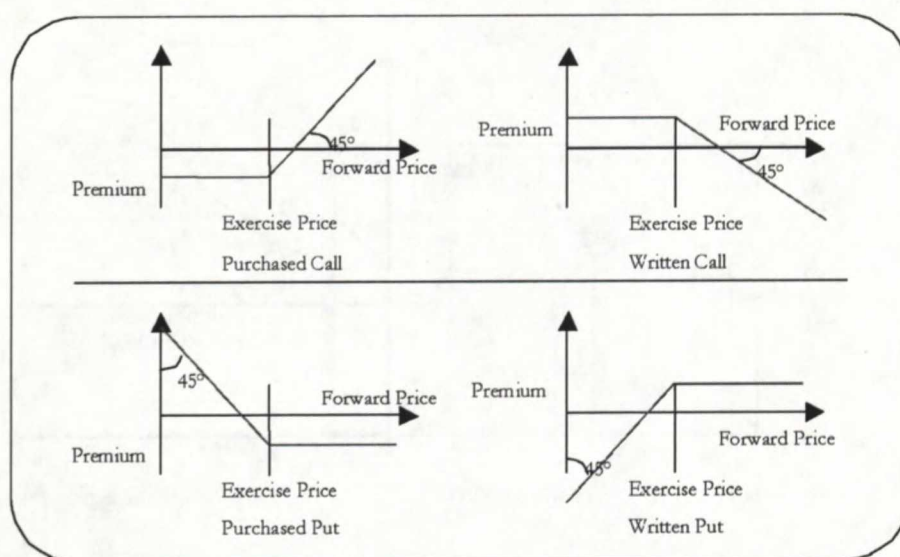 45°
Forward Price
Premium
Exercise Price
Purchased Call
Forward Price
Premium
45°
Exercise Price
Written Call
45°
Forward Price
Premium
Exercise Price
Purchased Put
Premium
Forward Price
45°
Exercise Price
Written Put